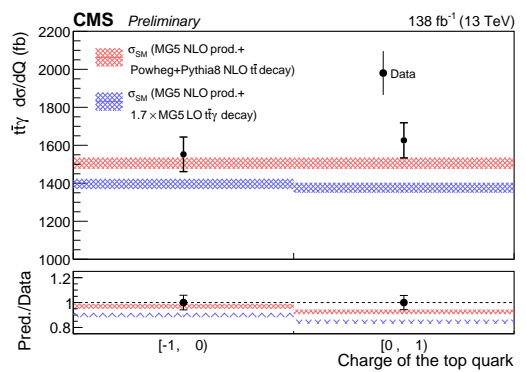 CMS Preliminary 138 fb⁻¹ (13 TeV)
tt̄γ dσ/dQ (fb)
2200
2000
1800
1600
1400
1200
1000
σSM (MG5 NLO prod.+
Powheg+Pythia8 NLO tt̄ decay)
σSM (MG5 NLO prod.+
1.7×MG5 LO tt̄γ decay)
Data
Pred./Data
1.2
1
0.8
[-1, 0) [0, 1)
Charge of the top quark